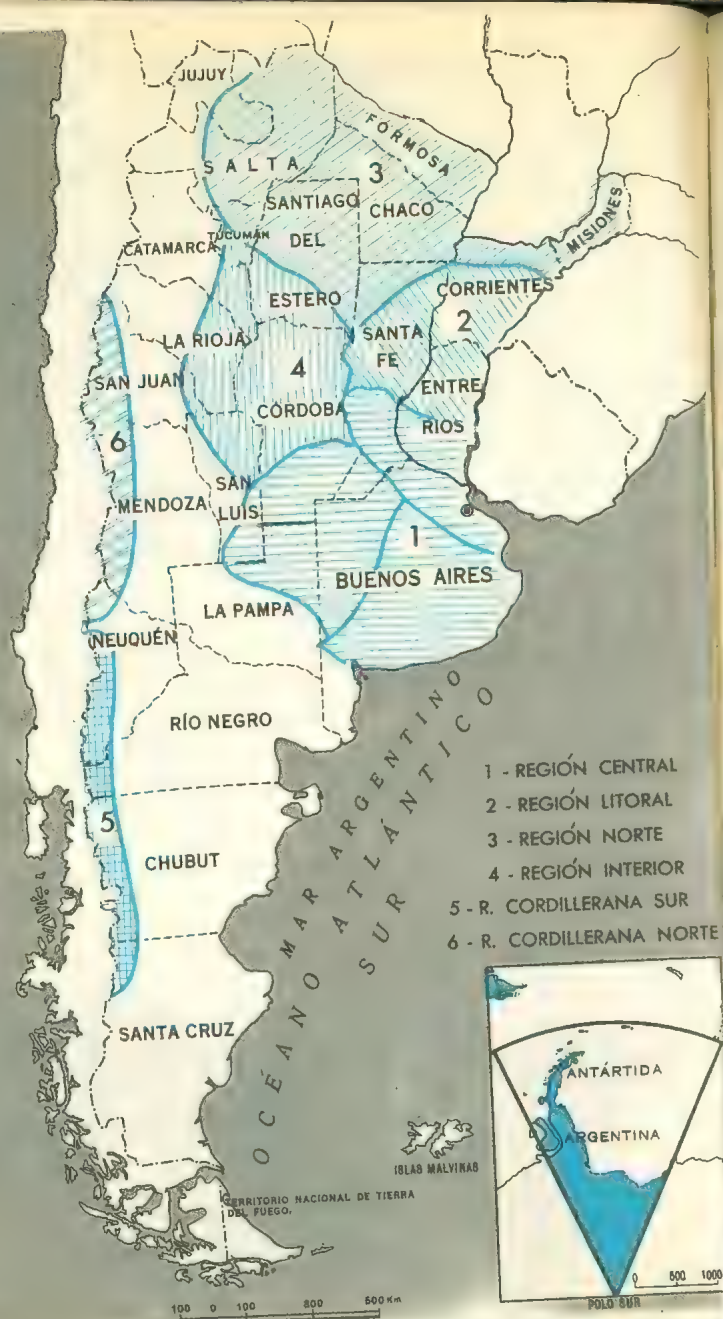 JUJUY
FORMOSA
SALTA
3
SANTIAGO
DEL
ESTERO
CHACO
MISIONES
TUCUMÁN
CATAMARCA
CORRIENTES
2
LA RIOJA
SANTA
FE
4
SAN JUAN
ENTRE
RIOS
CÓRDOBA
6
SAN
LUIS
MENDOZA
1
BUENOS AIRES
LA PAMPA
NEUQUÉN
RÍO NEGRO
MAR ARGENTINO
OCÉANO ATLÁNTICO
SUR
5
CHUBUT
1 - REGIÓN CENTRAL
2 - REGIÓN LITORAL
3 - REGIÓN NORTE
4 - REGIÓN INTERIOR
5 - R. CORDILLERANA SUR
6 - R. CORDILLERANA NORTE
SANTA CRUZ
ISLAS MALVINAS
TERRITORIO NACIONAL DE TIERRA
DEL FUEGO.
ANTÁRTIDA
ARGENTINA
0 500 1000
POLO SUR
100 0 100 300 500 Km